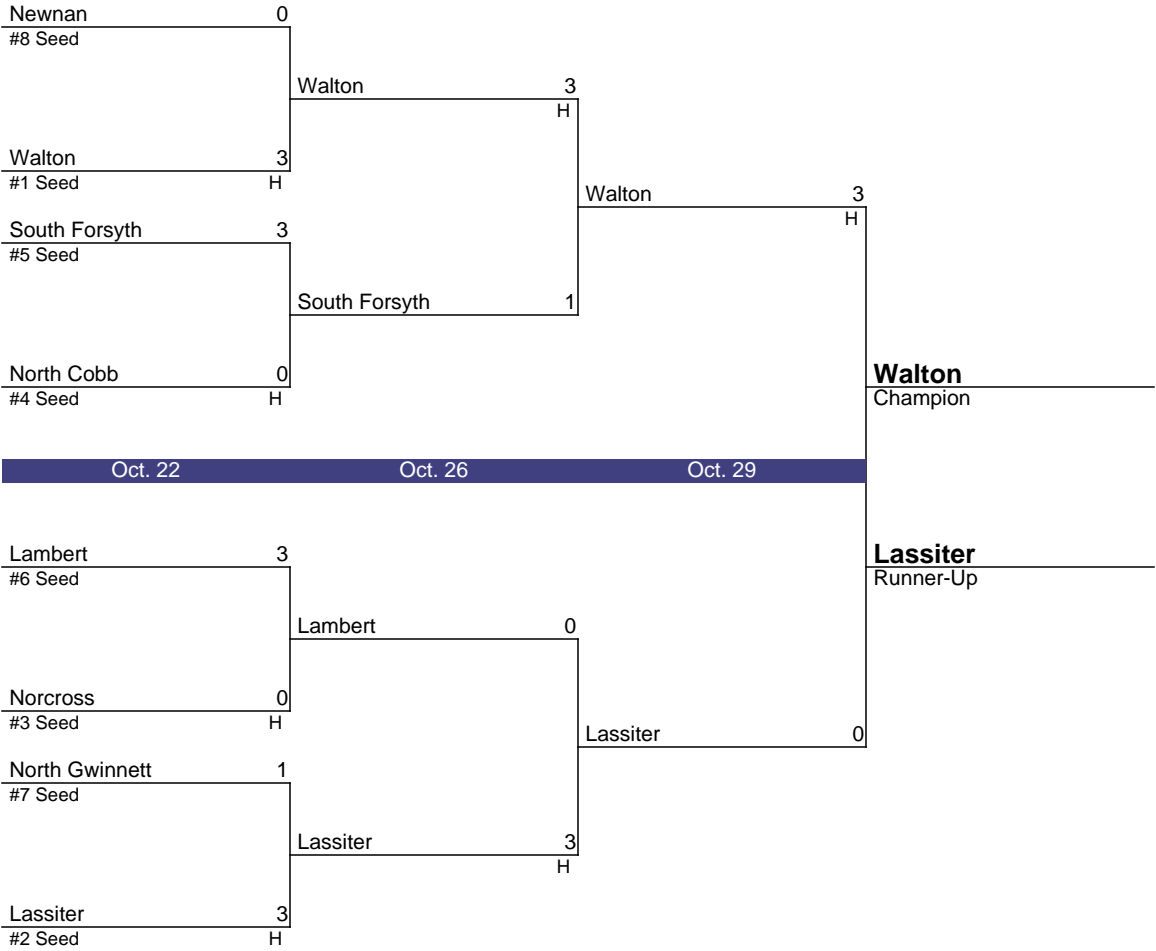 Newnan 0
#8 Seed
Walton 3
H
Walton 3
#1 Seed H
Walton 3
H
South Forsyth 3
#5 Seed
South Forsyth 1
North Cobb 0
#4 Seed H
Walton
Champion
Oct. 22 Oct. 26 Oct. 29
Lambert 3
#6 Seed
Lassiter
Runner-Up
Lambert 0
Norcross 0
#3 Seed H
Lassiter 0
North Gwinnett 1
#7 Seed
Lassiter 3
H
Lassiter 3
#2 Seed H